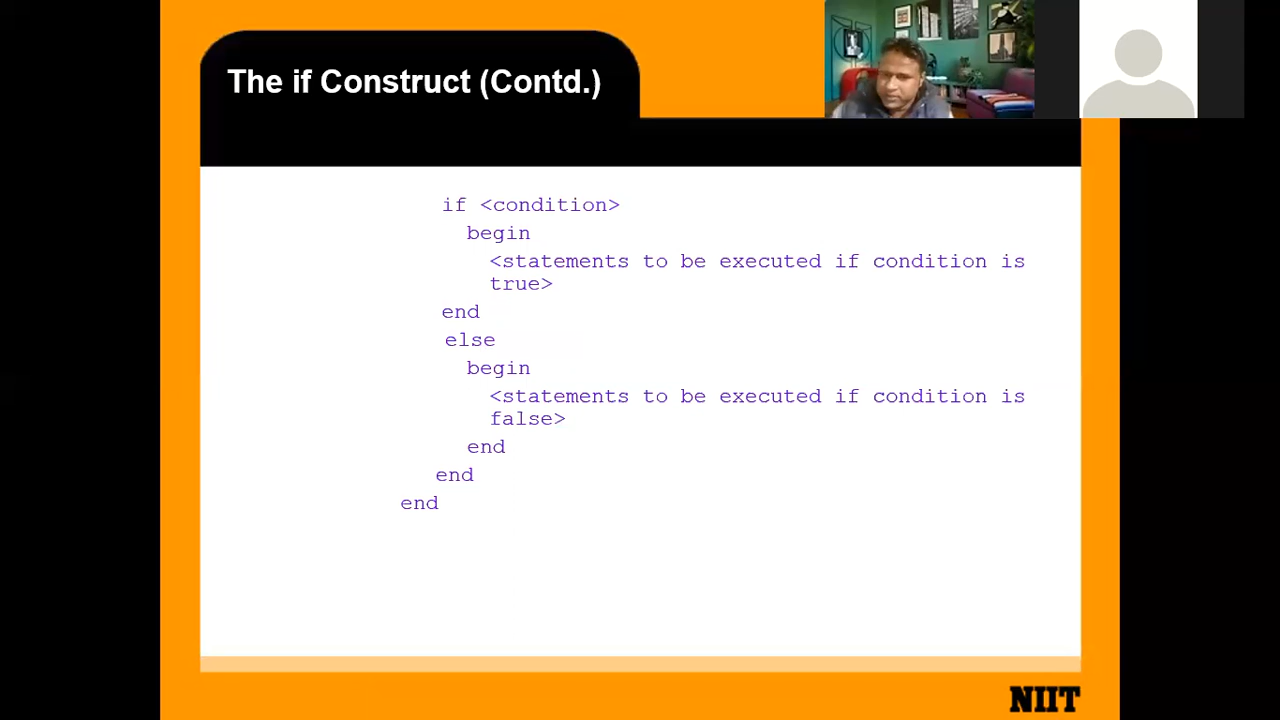 The if Construct (Contd.)
if <condition>
begin
<statements to be executed if condition is
true>
end
else
begin
<statements to be executed if condition is
false>
end
end
end
NIIT